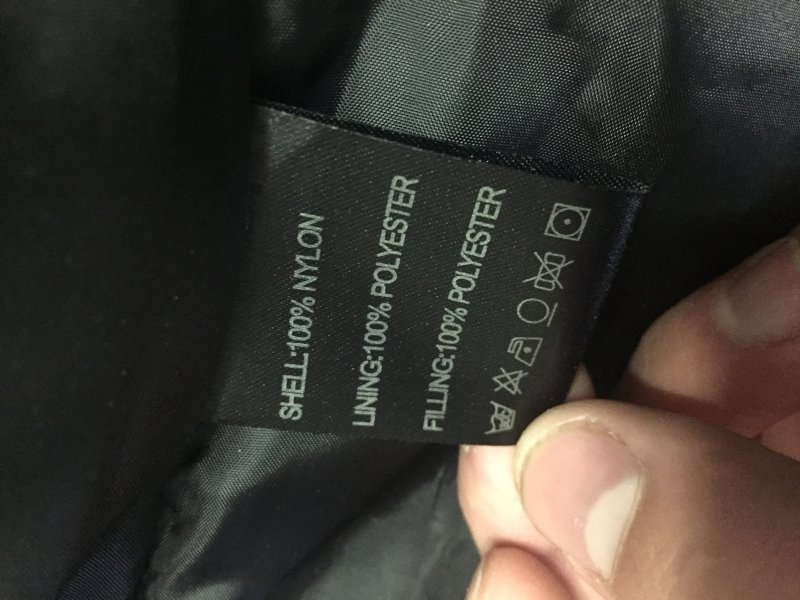 SHELL:100% NYLON
LINING:100% POLYESTER
FILLING:100% POLYESTER